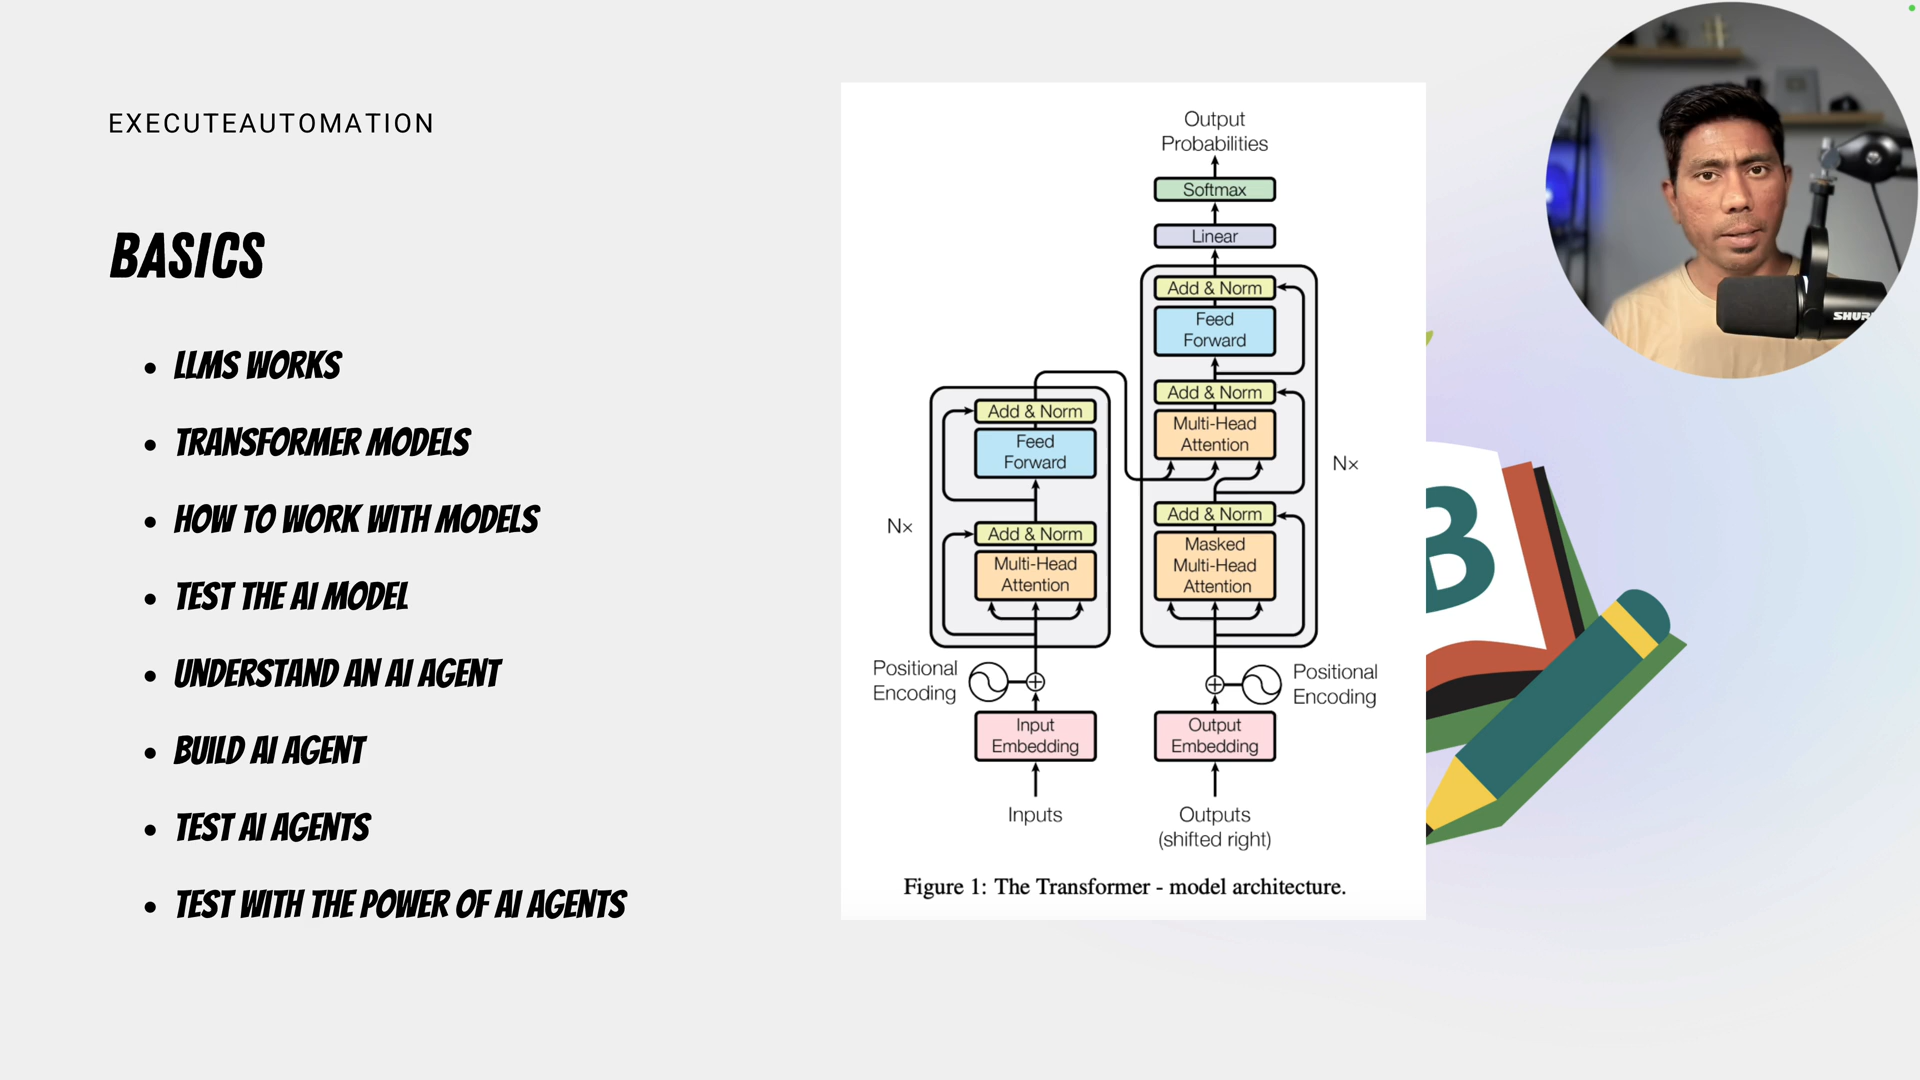 EXECUTEAUTOMATION
BASICS
• LLMS WORKS
• TRANSFORMER MODELS
• HOW TO WORK WITH MODELS
• TEST THE AI MODEL
• UNDERSTAND AN AI AGENT
• BUILD AI AGENT
• TEST AI AGENTS
• TEST WITH THE POWER OF AI AGENTS
Output
Probabilities
Softmax
Linear
Add & Norm
Feed
Forward
Add & Norm
Multi-Head
Attention
Nx
Add & Norm
Masked
Multi-Head
Attention
Add & Norm
Feed
Forward
Nx
Add & Norm
Multi-Head
Attention
Positional
Encoding
Positional
Encoding
Input
Embedding
Output
Embedding
Inputs
Outputs
(shifted right)
Figure 1: The Transformer - model architecture.
B
SHUR